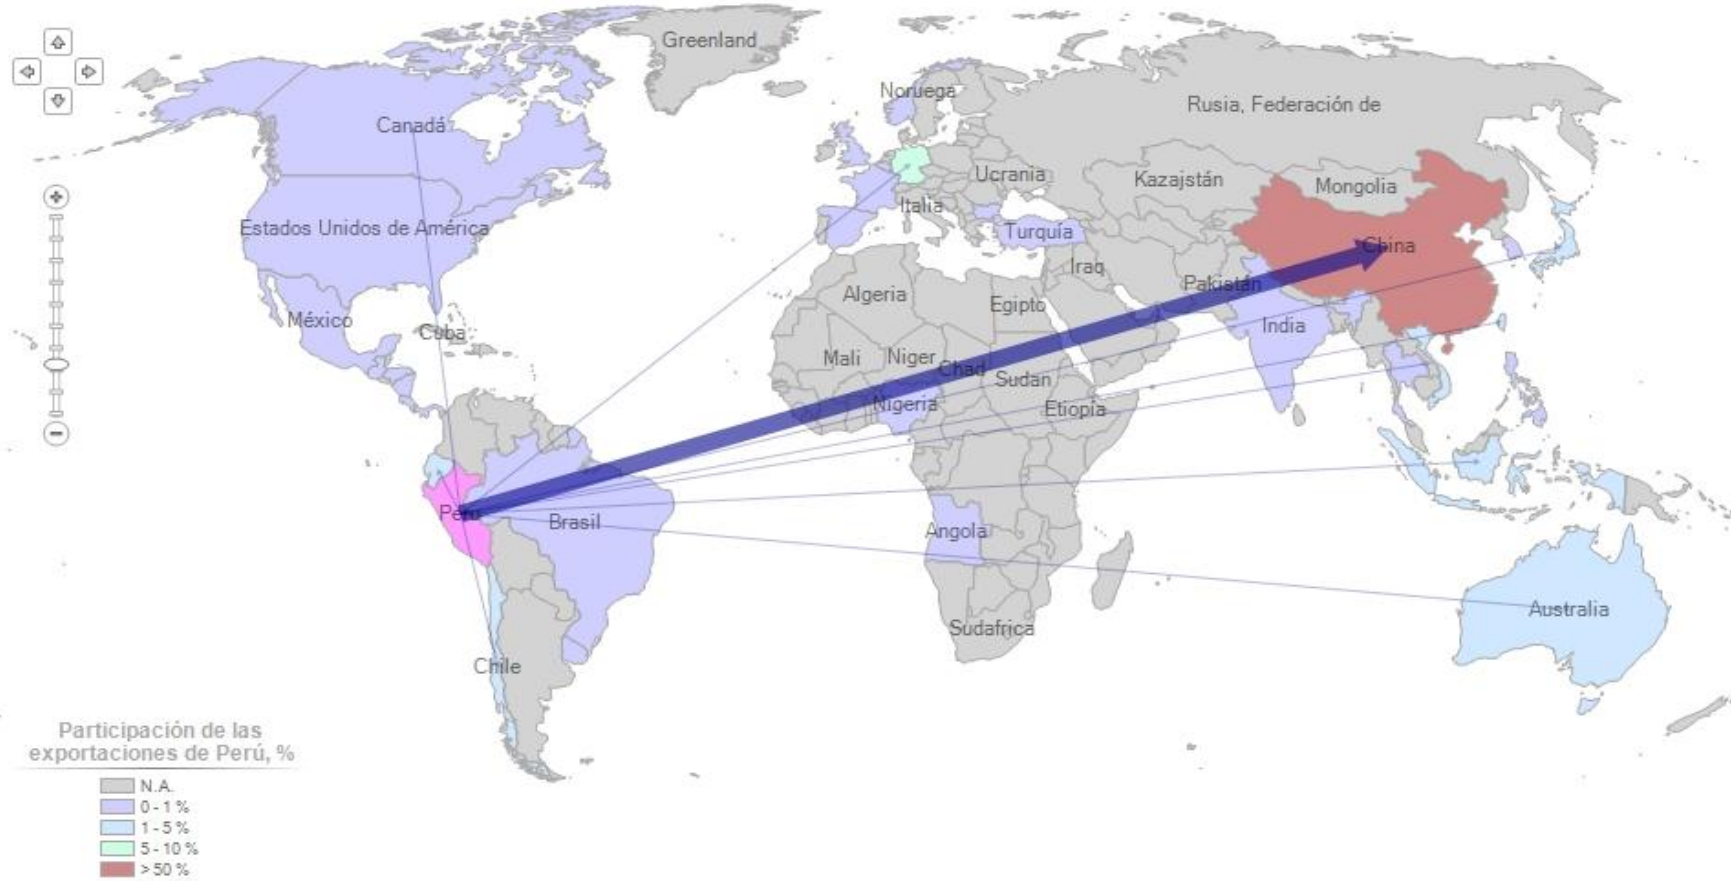 Greenland
Noruega
Rusia, Federación de
Canadá
Ucrania
Kazajstán
Mongolia
Italia
Estados Unidos de América
Turquía
China
Iraq
Pakistán
Algeria
Egipto
México
India
Cuba
Mali
Niger
Chad
Sudan
Nigeria
Etiopía
Perú
Brasil
Angola
Australia
Sudafrica
Chile
Participación de las
exportaciones de Perú, %
N.A.
0 - 1 %
1 - 5 %
5 - 10 %
> 50 %